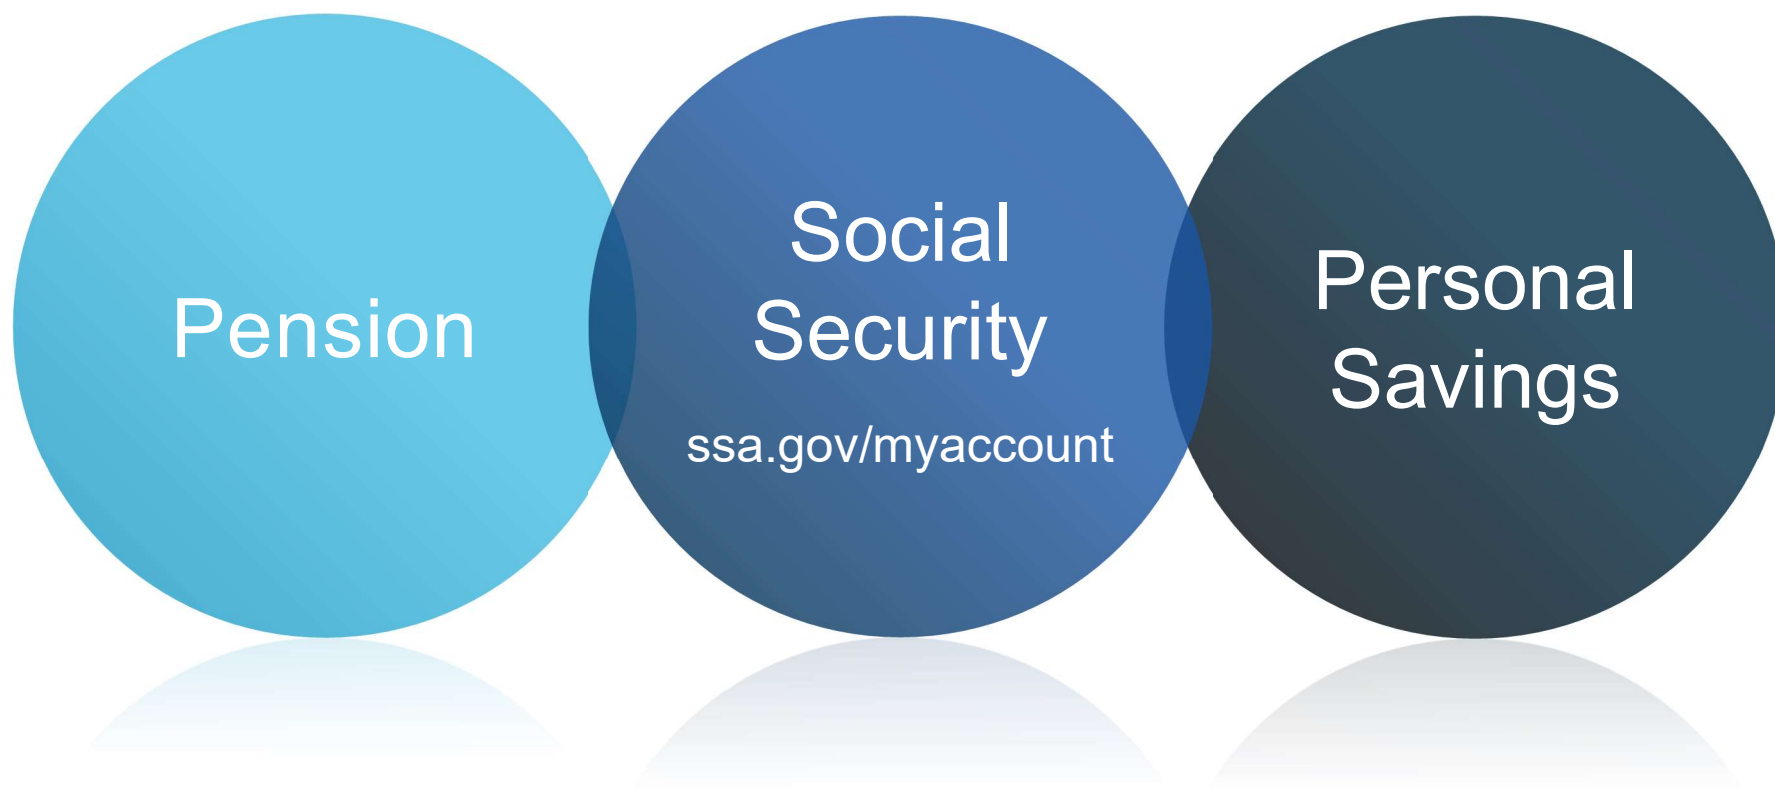 Pension
Social
Security
ssa.gov/myaccount
Personal
Savings